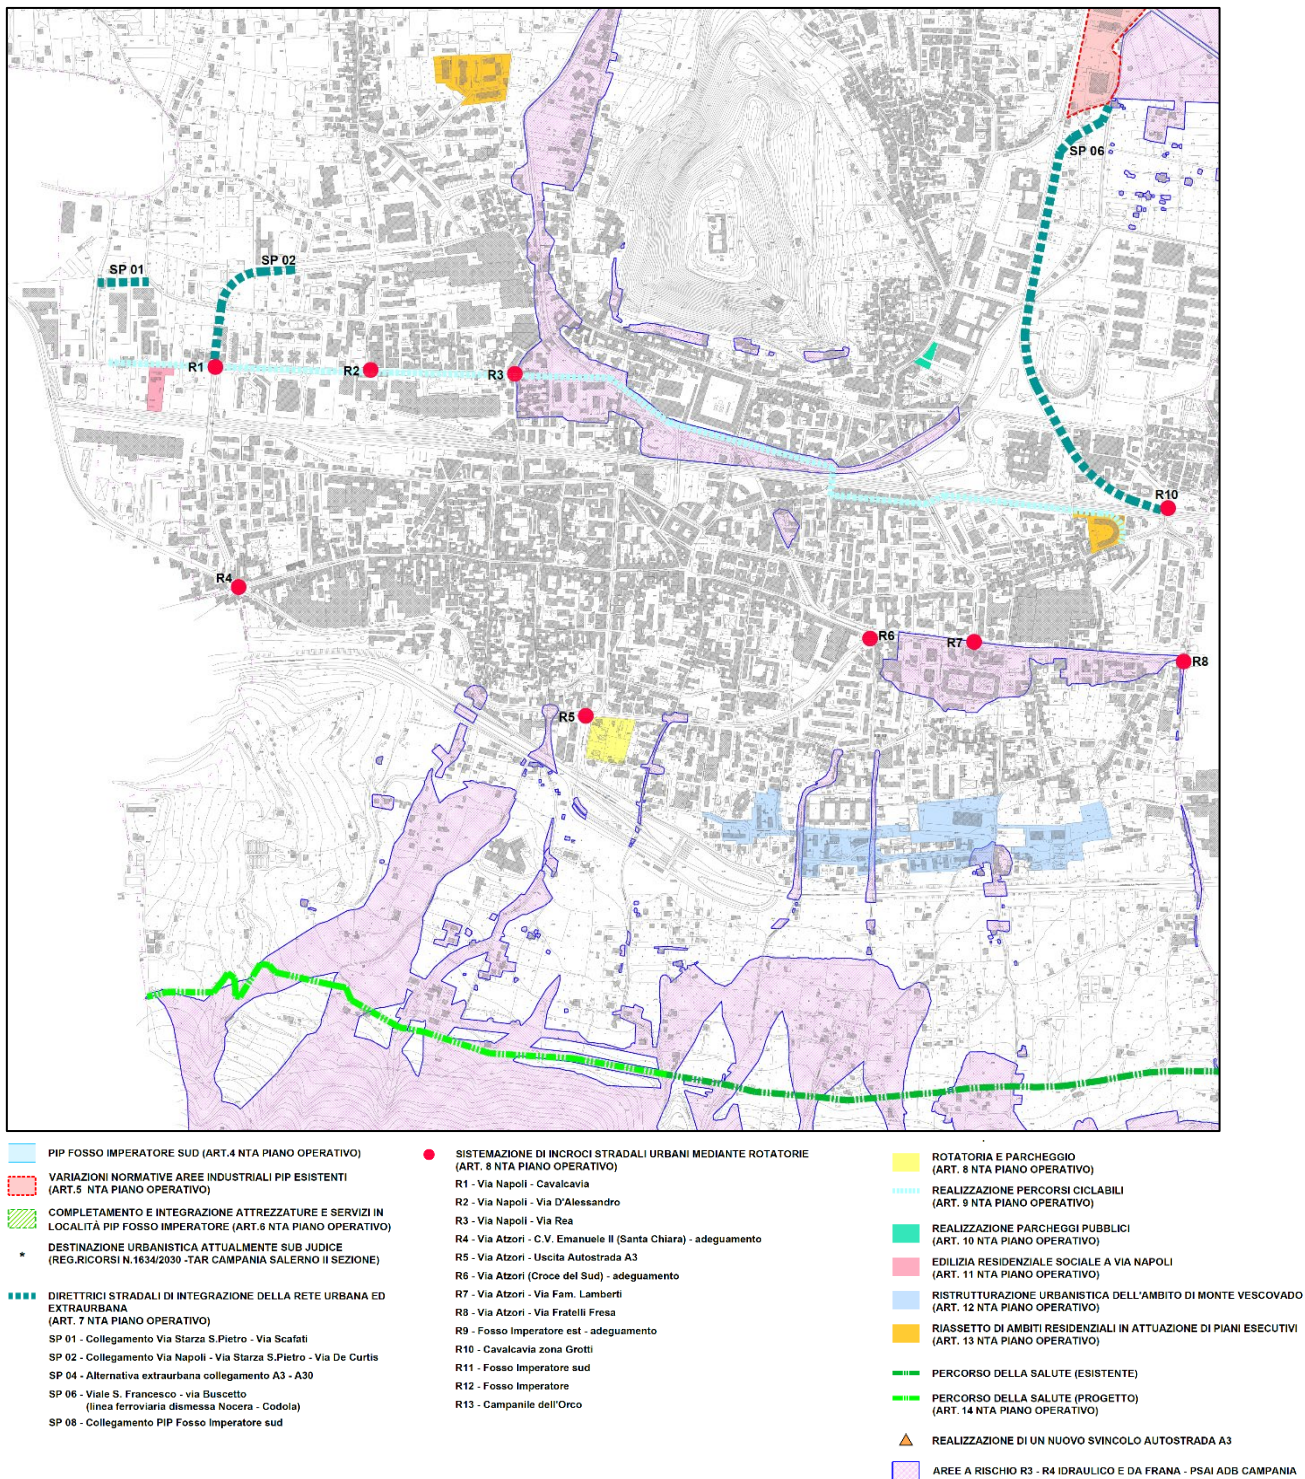 SP 06
SP 01
SP 02
R1
R2
R3
R10
R4
R6
R7
R8
R5
PIP FOSSO IMPERATORE SUD (ART.4 NTA PIANO OPERATIVO)
VARIAZIONI NORMATIVE AREE INDUSTRIALI PIP ESISTENTI
(ART.5 NTA PIANO OPERATIVO)
COMPLETAMENTO E INTEGRAZIONE ATTREZZATURE E SERVIZI IN
LOCALITÀ PIP FOSSO IMPERATORE (ART.6 NTA PIANO OPERATIVO)
* DESTINAZIONE URBANISTICA ATTUALMENTE SUB JUDICE
(REG.RICORSI N.1634/2030 -TAR CAMPANIA SALERNO II SEZIONE)
DIRETTRICI STRADALI DI INTEGRAZIONE DELLA RETE URBANA ED
EXTRAURBANA
(ART. 7 NTA PIANO OPERATIVO)
SP 01 - Collegamento Via Starza S.Pietro - Via Scafati
SP 02 - Collegamento Via Napoli - Via Starza S.Pietro - Via De Curtis
SP 04 - Alternativa extraurbana collegamento A3 - A30
SP 06 - Viale S. Francesco - via Buscetto
(linea ferroviaria dismessa Nocera - Codola)
SP 08 - Collegamento PIP Fosso Imperatore sud
SISTEMAZIONE DI INCROCI STRADALI URBANI MEDIANTE ROTATORIE
(ART. 8 NTA PIANO OPERATIVO)
R1 - Via Napoli - Cavalcavia
R2 - Via Napoli - Via D'Alessandro
R3 - Via Napoli - Via Rea
R4 - Via Atzori - C.V. Emanuele II (Santa Chiara) - adeguamento
R5 - Via Atzori - Uscita Autostrada A3
R6 - Via Atzori (Croce del Sud) - adeguamento
R7 - Via Atzori - Via Fam. Lamberti
R8 - Via Atzori - Via Fratelli Fresa
R9 - Fosso Imperatore est - adeguamento
R10 - Cavalcavia zona Grotti
R11 - Fosso Imperatore sud
R12 - Fosso Imperatore
R13 - Campanile dell'Orco
ROTATORIA E PARCHEGGIO
(ART. 8 NTA PIANO OPERATIVO)
REALIZZAZIONE PERCORSI CICLABILI
(ART. 9 NTA PIANO OPERATIVO)
REALIZZAZIONE PARCHEGGI PUBBLICI
(ART. 10 NTA PIANO OPERATIVO)
EDILIZIA RESIDENZIALE SOCIALE A VIA NAPOLI
(ART. 11 NTA PIANO OPERATIVO)
RISTRUTTURAZIONE URBANISTICA DELL'AMBITO DI MONTE VESCOVADO
(ART. 12 NTA PIANO OPERATIVO)
RIASSETTO DI AMBITI RESIDENZIALI IN ATTUAZIONE DI PIANI ESECUTIVI
(ART. 13 NTA PIANO OPERATIVO)
PERCORSO DELLA SALUTE (ESISTENTE)
PERCORSO DELLA SALUTE (PROGETTO)
(ART. 14 NTA PIANO OPERATIVO)
REALIZZAZIONE DI UN NUOVO SVINCOLO AUTOSTRADA A3
AREE A RISCHIO R3 - R4 IDRAULICO E DA FRANA - PSAI ADB CAMPANIA